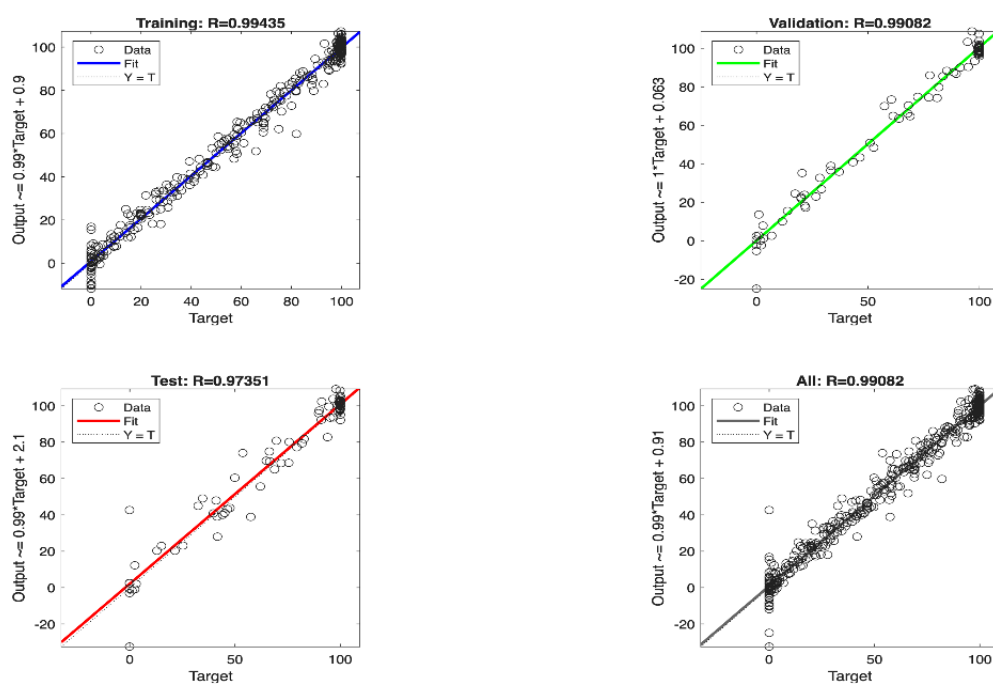 Training: R=0.99435
Output ~= 0.99*Target + 0.9
Data
Fit
Y = T
100
80
60
40
20
0
0 20 40 60 80 100
Target
Validation: R=0.99082
Output ~= 1*Target + 0.063
Data
Fit
Y = T
100
80
60
40
20
0
-20
0 50 100
Target
Test: R=0.97351
Output ~= 0.99*Target + 2.1
Data
Fit
Y = T
100
80
60
40
20
0
-20
0 50 100
Target
All: R=0.99082
Output ~= 0.99*Target + 0.91
Data
Fit
Y = T
100
80
60
40
20
0
-20
0 50 100
Target